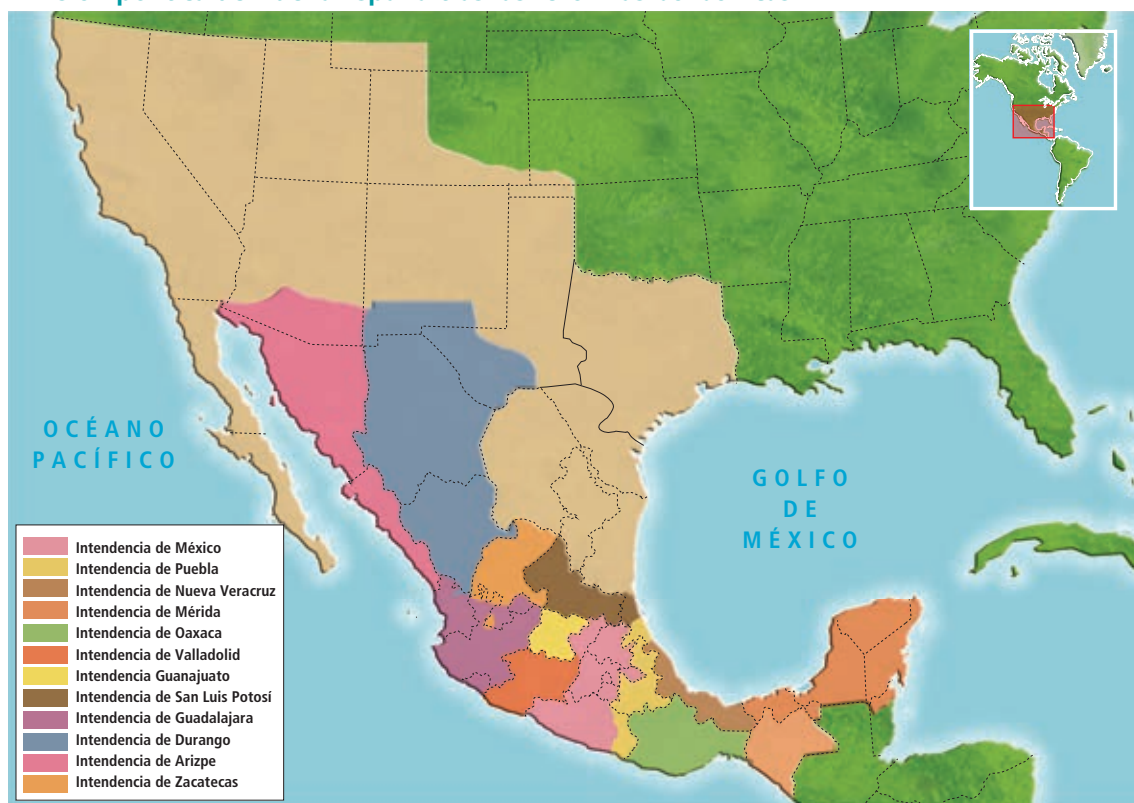 OCÉANO
PACÍFICO
GOLFO
DE
MÉXICO
Intendencia de México
Intendencia de Puebla
Intendencia de Nueva Veracruz
Intendencia de Mérida
Intendencia de Oaxaca
Intendencia de Valladolid
Intendencia Guanajuato
Intendencia de San Luis Potosí
Intendencia de Guadalajara
Intendencia de Durango
Intendencia de Arizpe
Intendencia de Zacatecas